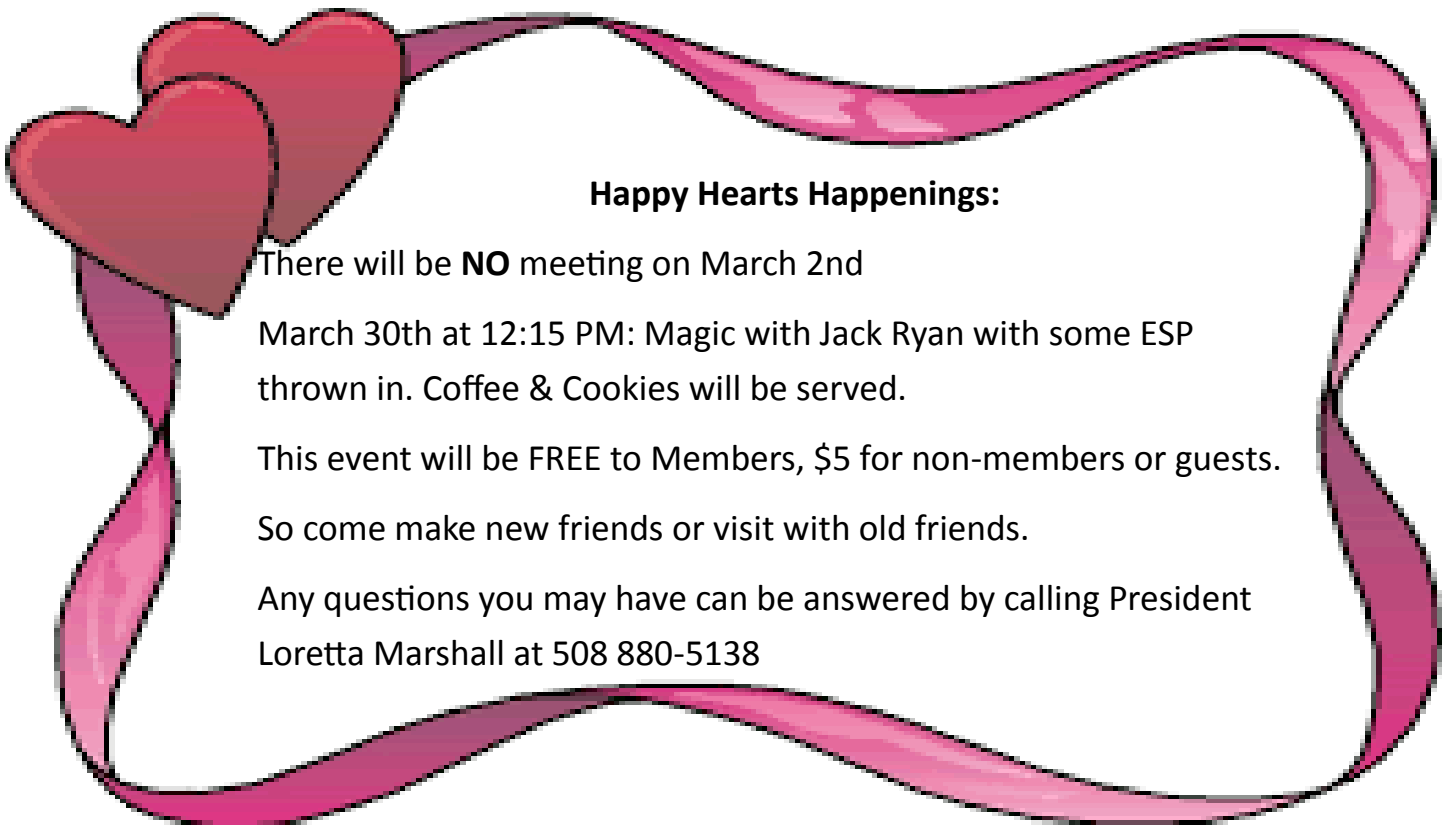 Happy Hearts Happenings:
There will be NO meeting on March 2nd
March 30th at 12:15 PM: Magic with Jack Ryan with some ESP
thrown in. Coffee & Cookies will be served.
This event will be FREE to Members, $5 for non-members or guests.
So come make new friends or visit with old friends.
Any questions you may have can be answered by calling President
Loretta Marshall at 508 880-5138